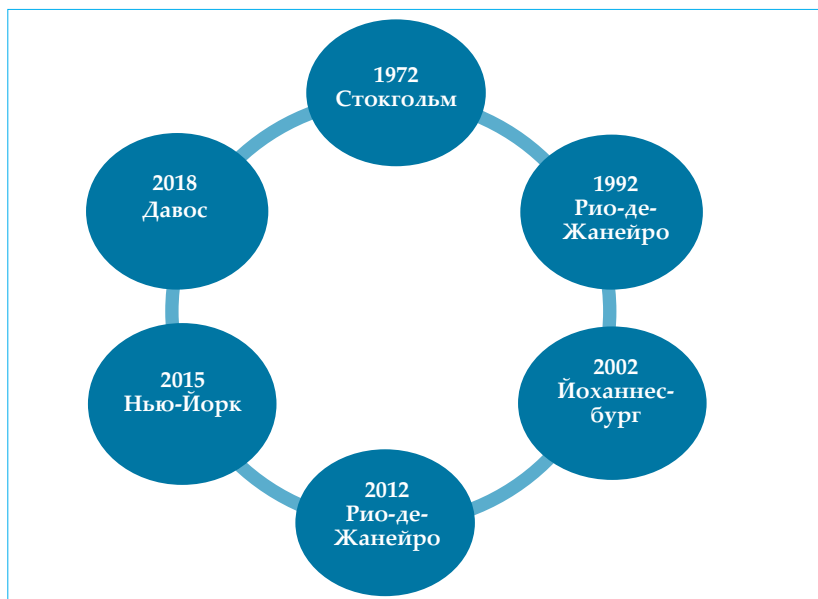 1972
Стокгольм
1992
Рио-де-
Жанейро
2002
Йоханнес-
бург
2012
Рио-де-
Жанейро
2015
Нью-Йорк
2018
Давос